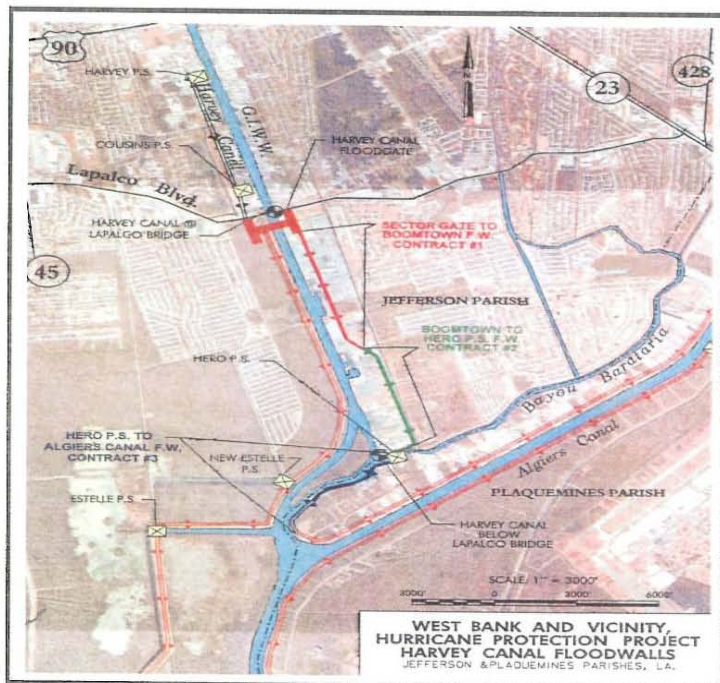 90
428
23
HARVEY P.S.
Harvey Canal
G.I.W.W.
COUSINS P.S.
HARVEY CANAL
FLOODGATE
Lapalco Blvd.
HARVEY CANAL @
LAPALCO BRIDGE
SECTOR GATE TO
BOOMTOWN F.W.
CONTRACT #1
45
JEFFERSON PARISH
BOOMTOWN TO
HERO P.S. F.W.
CONTRACT #2
HERO P.S.
Bayou Barataria
HERO P.S. TO
ALGIERS CANAL F.W.
CONTRACT #3
NEW ESTELLE
P.S.
Algiers Canal
PLAQUEMINES PARISH
ESTELLE P.S.
HARVEY CANAL
BELOW
LAPALCO BRIDGE
SCALE: 1" = 3000'
3000' 0 3000' 6000'
WEST BANK AND VICINITY,
HURRICANE PROTECTION PROJECT
HARVEY CANAL FLOODWALLS
JEFFERSON & PLAQUEMINES PARISHES, LA.